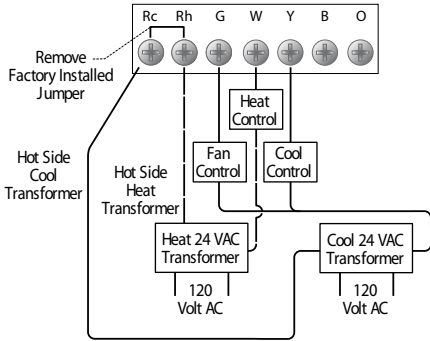 Rc Rh G W Y B O
Remove
Factory Installed
Jumper
Heat
Control
Fan
Control
Cool
Control
Hot Side
Cool
Transformer
Hot Side
Heat
Transformer
Heat 24 VAC
Transformer
Cool 24 VAC
Transformer
120
Volt AC
120
Volt AC